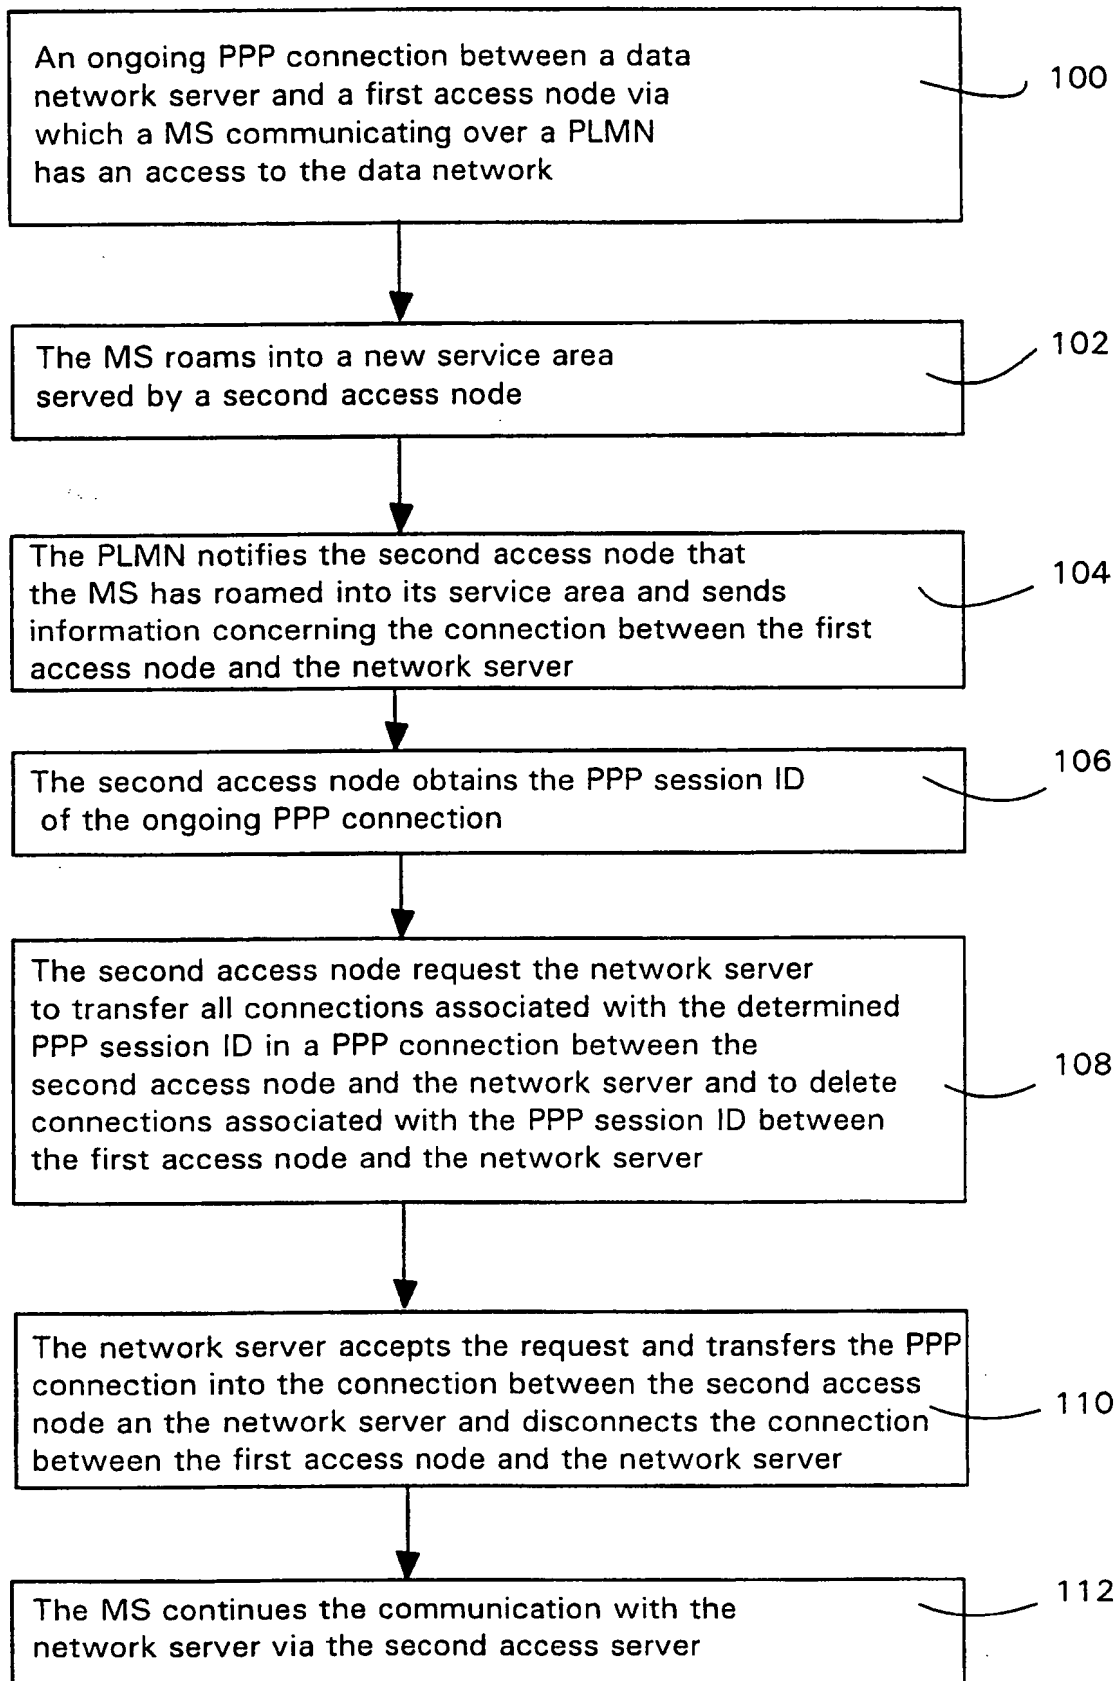 An ongoing PPP connection between a data
network server and a first access node via
which a MS communicating over a PLMN
has an access to the data network
100
The MS roams into a new service area
served by a second access node
102
The PLMN notifies the second access node that
the MS has roamed into its service area and sends
information concerning the connection between the first
access node and the network server
104
The second access node obtains the PPP session ID
of the ongoing PPP connection
106
The second access node request the network server
to transfer all connections associated with the determined
PPP session ID in a PPP connection between the
second access node and the network server and to delete
connections associated with the PPP session ID between
the first access node and the network server
108
The network server accepts the request and transfers the PPP
connection into the connection between the second access
node an the network server and disconnects the connection
between the first access node and the network server
110
The MS continues the communication with the
network server via the second access server
112